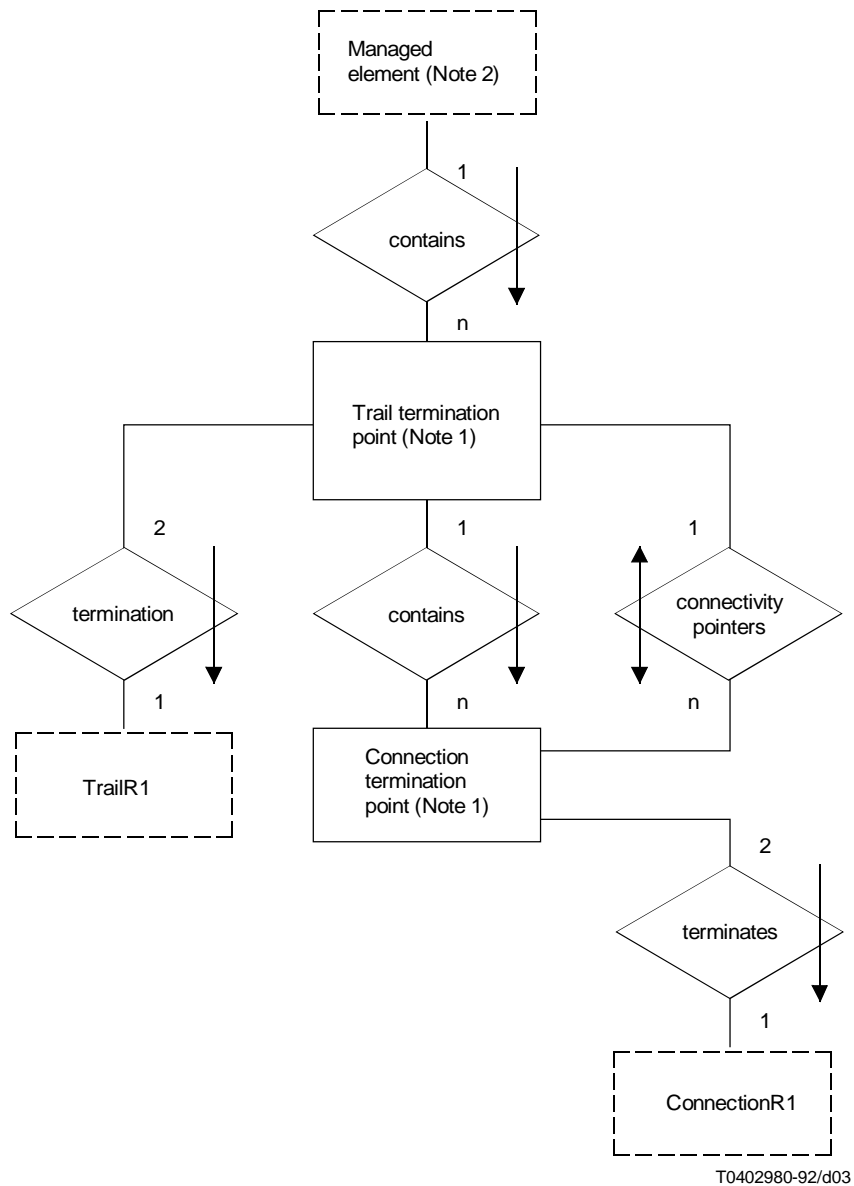 Managed
element (Note 2)
1
contains
n
Trail termination
point (Note 1)
2
1
1
termination
contains
connectivity
pointers
1
n
n
TrailR1
Connection
termination
point (Note 1)
2
terminates
1
ConnectionR1
T0402980-92/d03